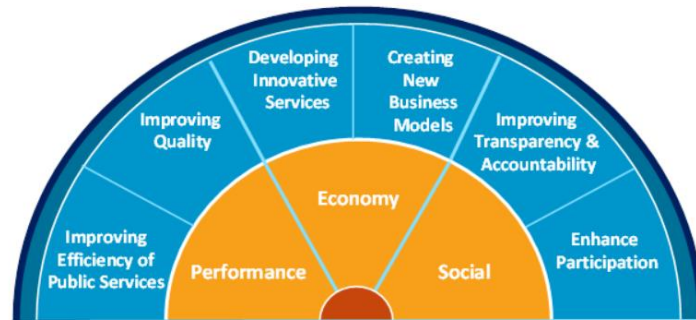 Improving
Efficiency of
Public Services
Improving
Quality
Developing
Innovative
Services
Creating
New
Business
Models
Improving
Transparency &
Accountability
Enhance
Participation
Performance
Economy
Social